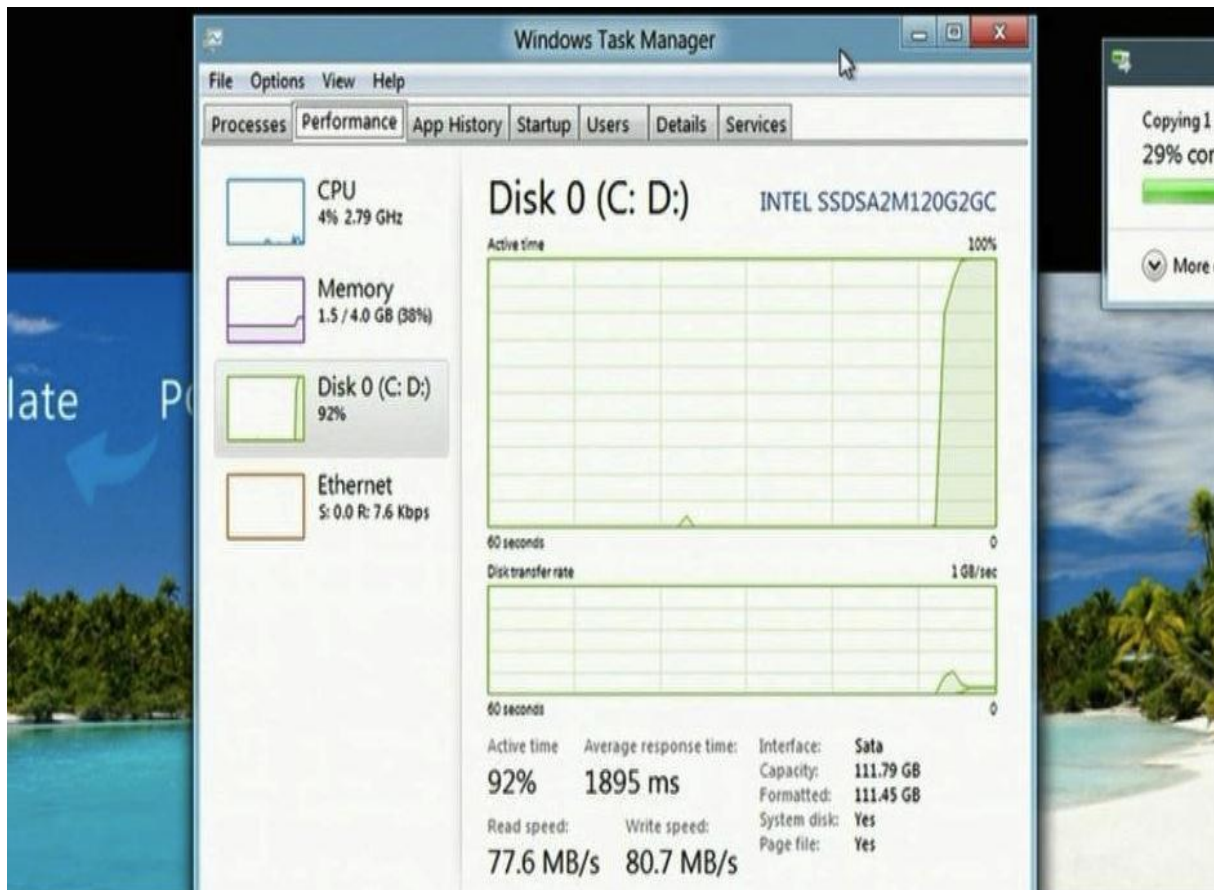 Windows Task Manager
File Options View Help
Processes Performance App History Startup Users Details Services
CPU
4% 2.79 GHz
Memory
1.5 / 4.0 GB (38%)
Disk 0 (C: D:)
92%
Ethernet
S: 0.0 R: 7.6 Kbps
Disk 0 (C: D:) INTEL SSDSA2M120G2GC
Active time 100%
60 seconds 0
Disk transfer rate 1 GB/sec
60 seconds 0
Active time Average response time:
92% 1895 ms
Read speed: Write speed:
77.6 MB/s 80.7 MB/s
Interface: Sata
Capacity: 111.79 GB
Formatted: 111.45 GB
System disk: Yes
Page file: Yes
Copying 1
29% con
More
late